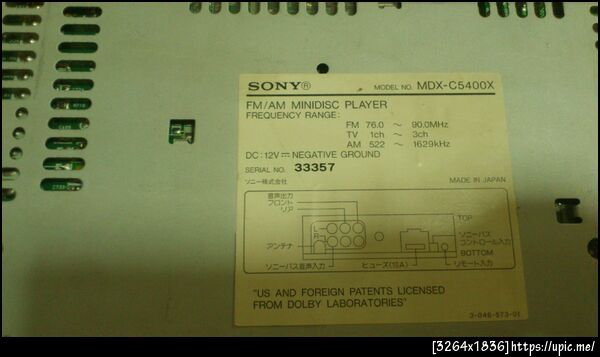 SONY® MODEL NO. MDX-C5400X
FM/AM MINIDISC PLAYER
FREQUENCY RANGE:
FM 76.0 ～ 90.0MHz
TV 1ch ～ 3ch
AM 522 ～ 1629kHz
DC:12V⎓NEGATIVE GROUND
SERIAL NO. 33357
ソニー株式会社 MADE IN JAPAN
音声出力
フロント
リア
TOP
L
R
アンテナ
ソニーバス
コントロール入力
BOTTOM
ソニーバス音声入力 ヒューズ(15A) リモート入力
"US AND FOREIGN PATENTS LICENSED
FROM DOLBY LABORATORIES"
3-046-573-01
[3264x1836]https://upic.me/